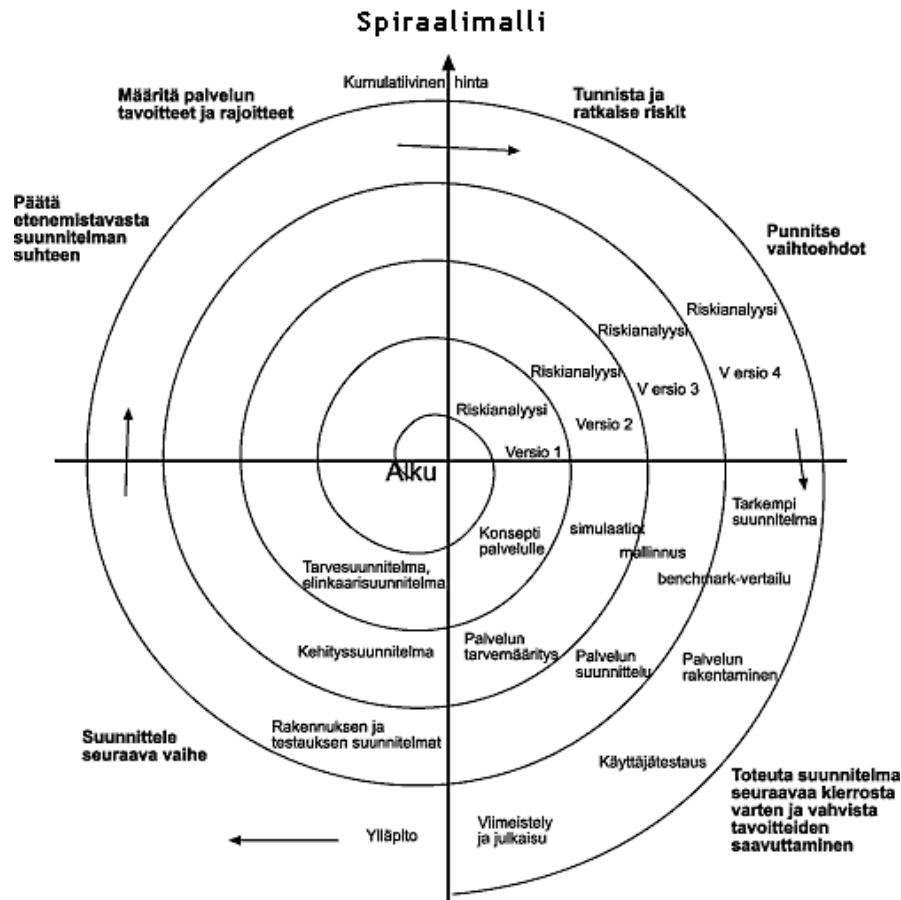 Spiraalimalli
Kumulatiivinen hinta
Määritä palvelun
tavoitteet ja rajoitteet
Tunnista ja
ratkaise riskit
Päätä
etenemistavasta
suunnitelman
suhteen
Punnitse
vaihtoehdot
Riskianalyysi
Riskianalyysi
Riskianalyysi
Riskianalyysi
V ersio 4
V ersio 3
Versio 2
Versio 1
Alku
Tarkempi
suunnitelma
Konsepti
palvelulle
simulaatiot
mallinnus
benchmark-vertailu
Tarvesuunnitelma,
elinkaarisuunnitelma
Kehityssuunnitelma
Palvelun
tarvemääritys
Palvelun
suunnittelu
Palvelun
rakentaminen
Suunnittele
seuraava vaihe
Rakennuksen ja
testauksen suunnitelmat
Käyttäjätestaus
Toteuta suunnitelma
seuraavaa kierrosta
varten ja vahvista
tavoitteiden
saavuttaminen
Ylläpito
Viimeistely
ja julkaisu